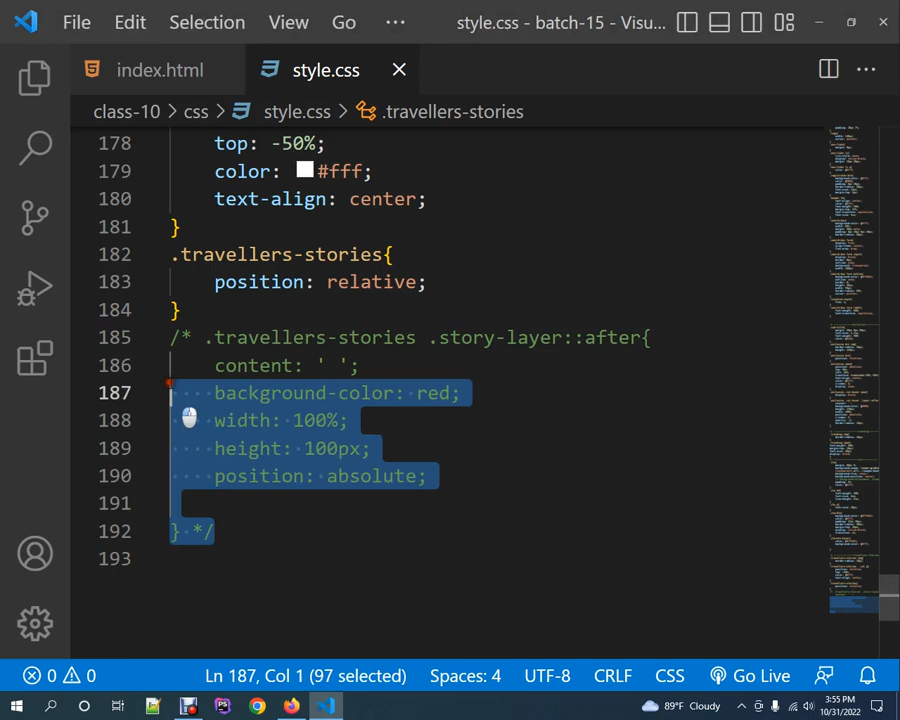 File Edit Selection View Go ··· style.css - batch-15 - Visu...
index.html style.css
class-10 > css > style.css > .travellers-stories
178 top: -50%;
179 color: #fff;
180 text-align: center;
181 }
182 .travellers-stories{
183 position: relative;
184 }
185 /* .travellers-stories .story-layer::after{
186 content: ' ';
187 background-color: red;
188 width: 100%;
189 height: 100px;
190 position: absolute;
191
192 } */
193
0 0 Ln 187, Col 1 (97 selected) Spaces: 4 UTF-8 CRLF CSS Go Live
89°F Cloudy 3:55 PM
10/31/2022